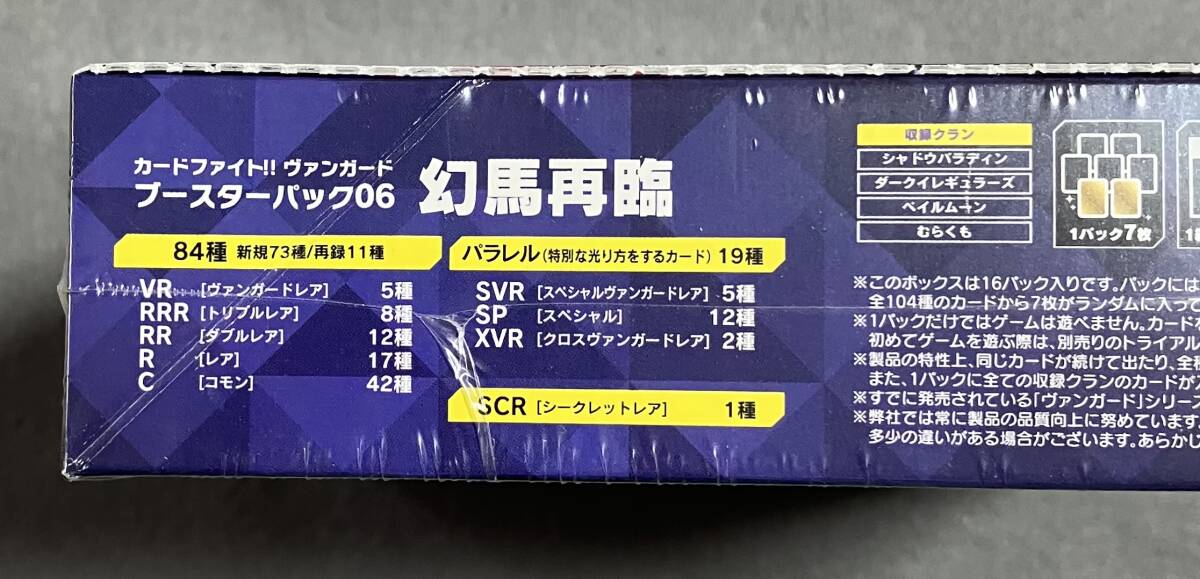 カードファイト!! ヴァンガード
ブースターパック06 幻馬再臨
84種 新規73種/再録11種
VR [ヴァンガードレア] 5種
RRR [トリプルレア] 8種
RR [ダブルレア] 12種
R [レア] 17種
C [コモン] 42種
パラレル(特別な光り方をするカード) 19種
SVR [スペシャルヴァンガードレア] 5種
SP [スペシャル] 12種
XVR [クロスヴァンガードレア] 2種
SCR [シークレットレア] 1種
収録クラン
シャドウパラディン
ダークイレギュラーズ
ペイルムーン
むらくも
1パック7枚
※このボックスは16パック入りです。パックには
全104種のカードから7枚がランダムに入っ
※1パックだけではゲームは遊べません。カード
初めてゲームを遊ぶ際は、別売りのトライアル
※製品の特性上、同じカードが続けて出たり、全
また、1パックに全ての収録クランのカードが
※すでに発売されている「ヴァンガード」シリー
※弊社では常に製品の品質向上に努めています。
多少の違いがある場合がございます。あらかじ